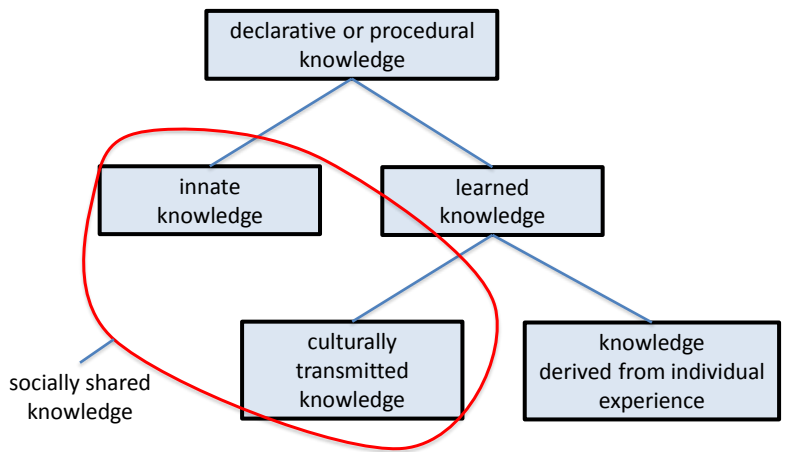 declarative or procedural
knowledge
innate
knowledge
learned
knowledge
culturally
transmitted
knowledge
knowledge
derived from individual
experience
socially shared
knowledge